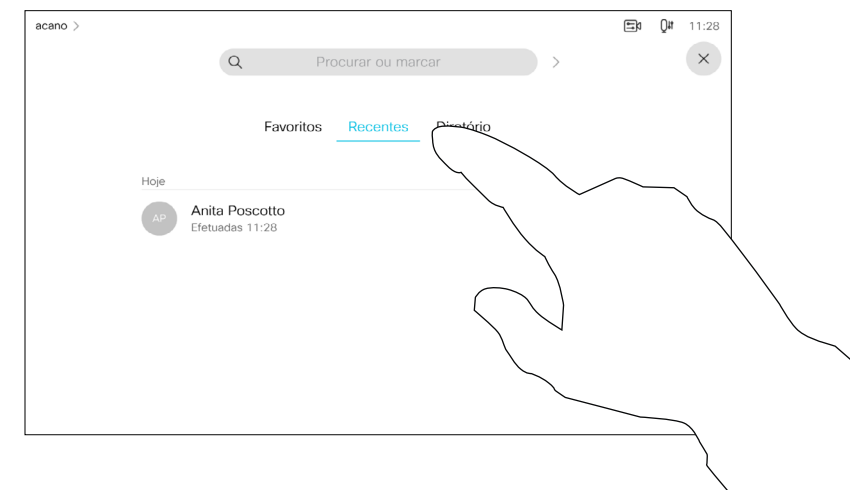 acano >
11:28
Procurar ou marcar >
Favoritos Recentes Diretório
Hoje
AP
Anita Poscotto
Efetuadas 11:28